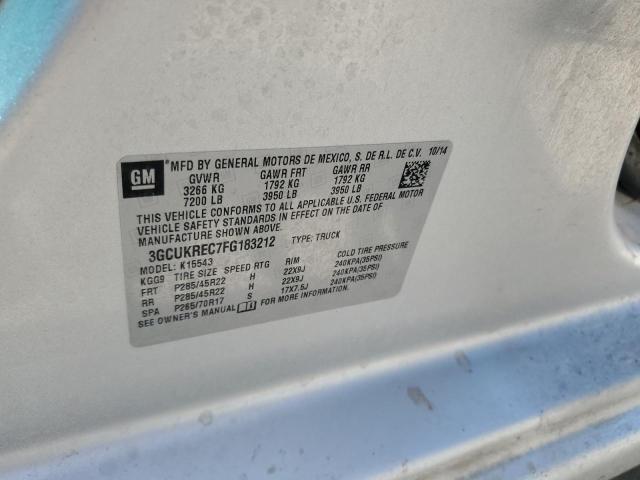 GM
MFD BY GENERAL MOTORS DE MEXICO, S. DE R.L. DE C.V. 10/14
GVWR GAWR FRT GAWR RR
3266 KG 1792 KG 1792 KG
7200 LB 3950 LB 3950 LB
THIS VEHICLE CONFORMS TO ALL APPLICABLE U.S. FEDERAL MOTOR
VEHICLE SAFETY STANDARDS IN EFFECT ON THE DATE OF
MANUFACTURE SHOWN ABOVE.
3GCUKREC7FG183212 TYPE: TRUCK
MODEL: K15543
KGG9 TIRE SIZE SPEED RTG RIM COLD TIRE PRESSURE
FRT P285/45R22 H 22X9J 240KPA(35PSI)
RR P285/45R22 H 22X9J 240KPA(35PSI)
SPA P265/70R17 S 17X7.5J 240KPA(35PSI)
SEE OWNER'S MANUAL FOR MORE INFORMATION.